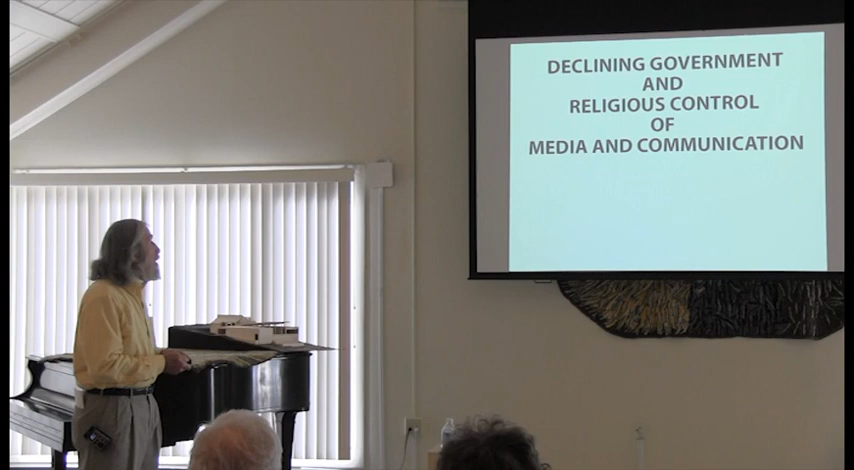 DECLINING GOVERNMENT
AND
RELIGIOUS CONTROL
OF
MEDIA AND COMMUNICATION